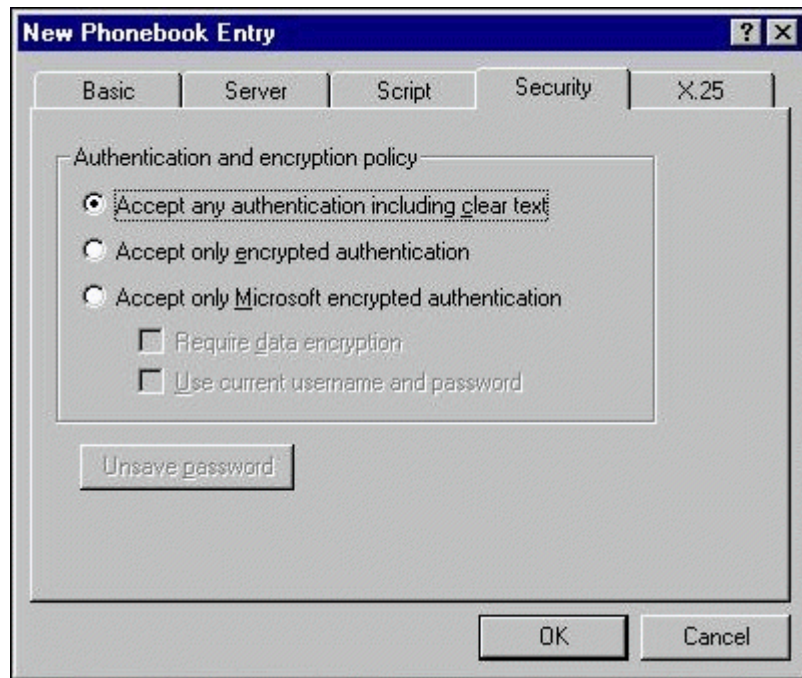 New Phonebook Entry
Basic Server Script Security X.25
Authentication and encryption policy
Accept any authentication including clear text
Accept only encrypted authentication
Accept only Microsoft encrypted authentication
Require data encryption
Use current username and password
Unsave password
OK Cancel